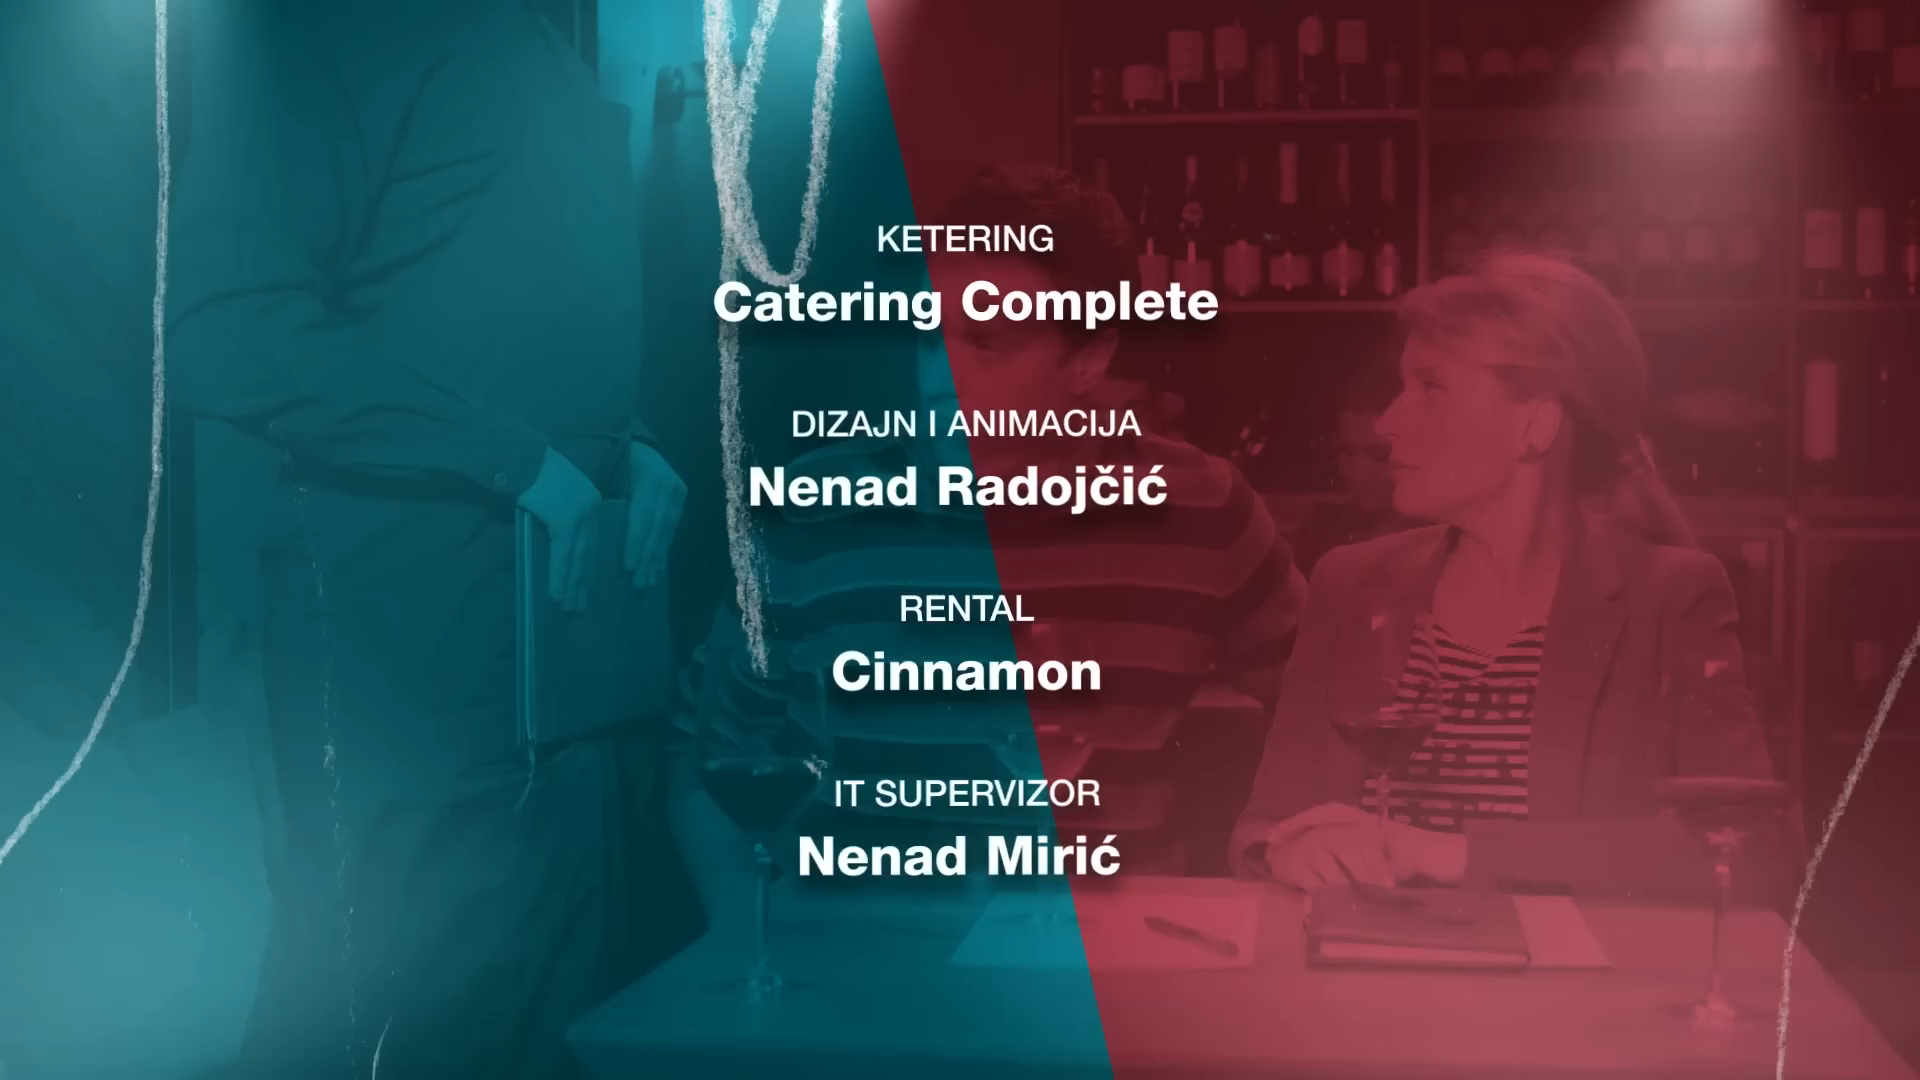 KETERING
Catering Complete
DIZAJN I ANIMACIJA
Nenad Radojčić
RENTAL
Cinnamon
IT SUPERVIZOR
Nenad Mirić